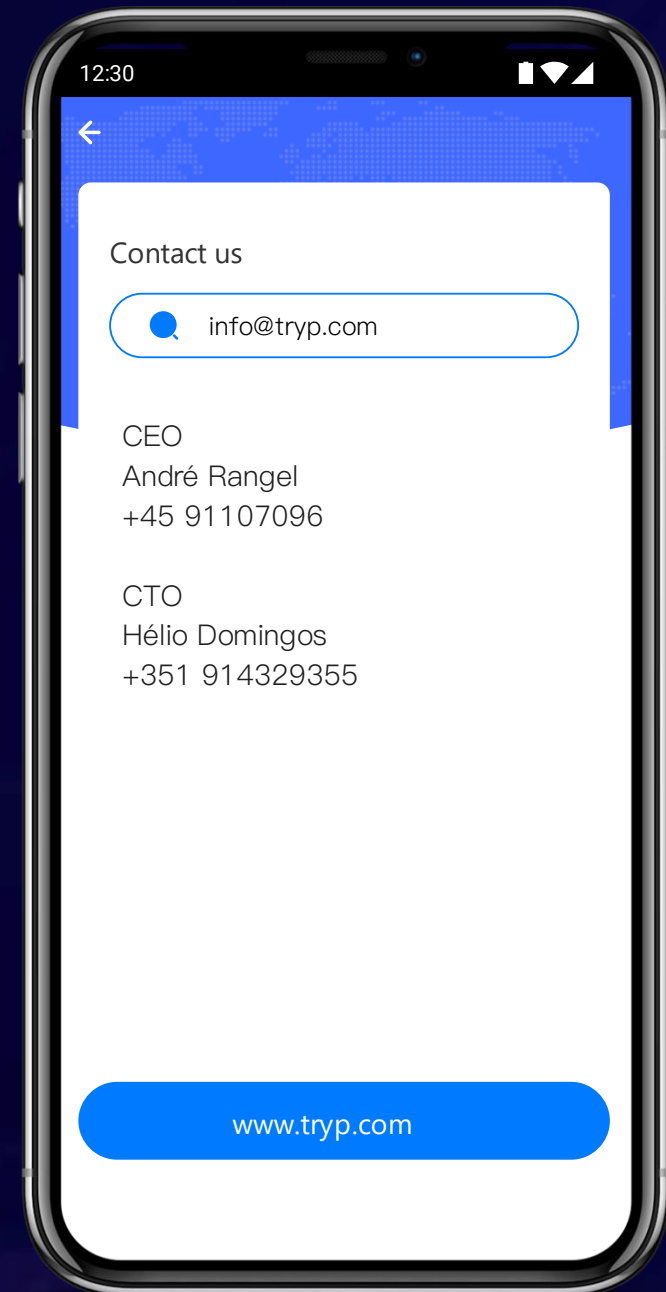 12:30
Contact us
info@tryp.com
CEO
André Rangel
+45 91107096
CTO
Hélio Domingos
+351 914329355
www.tryp.com